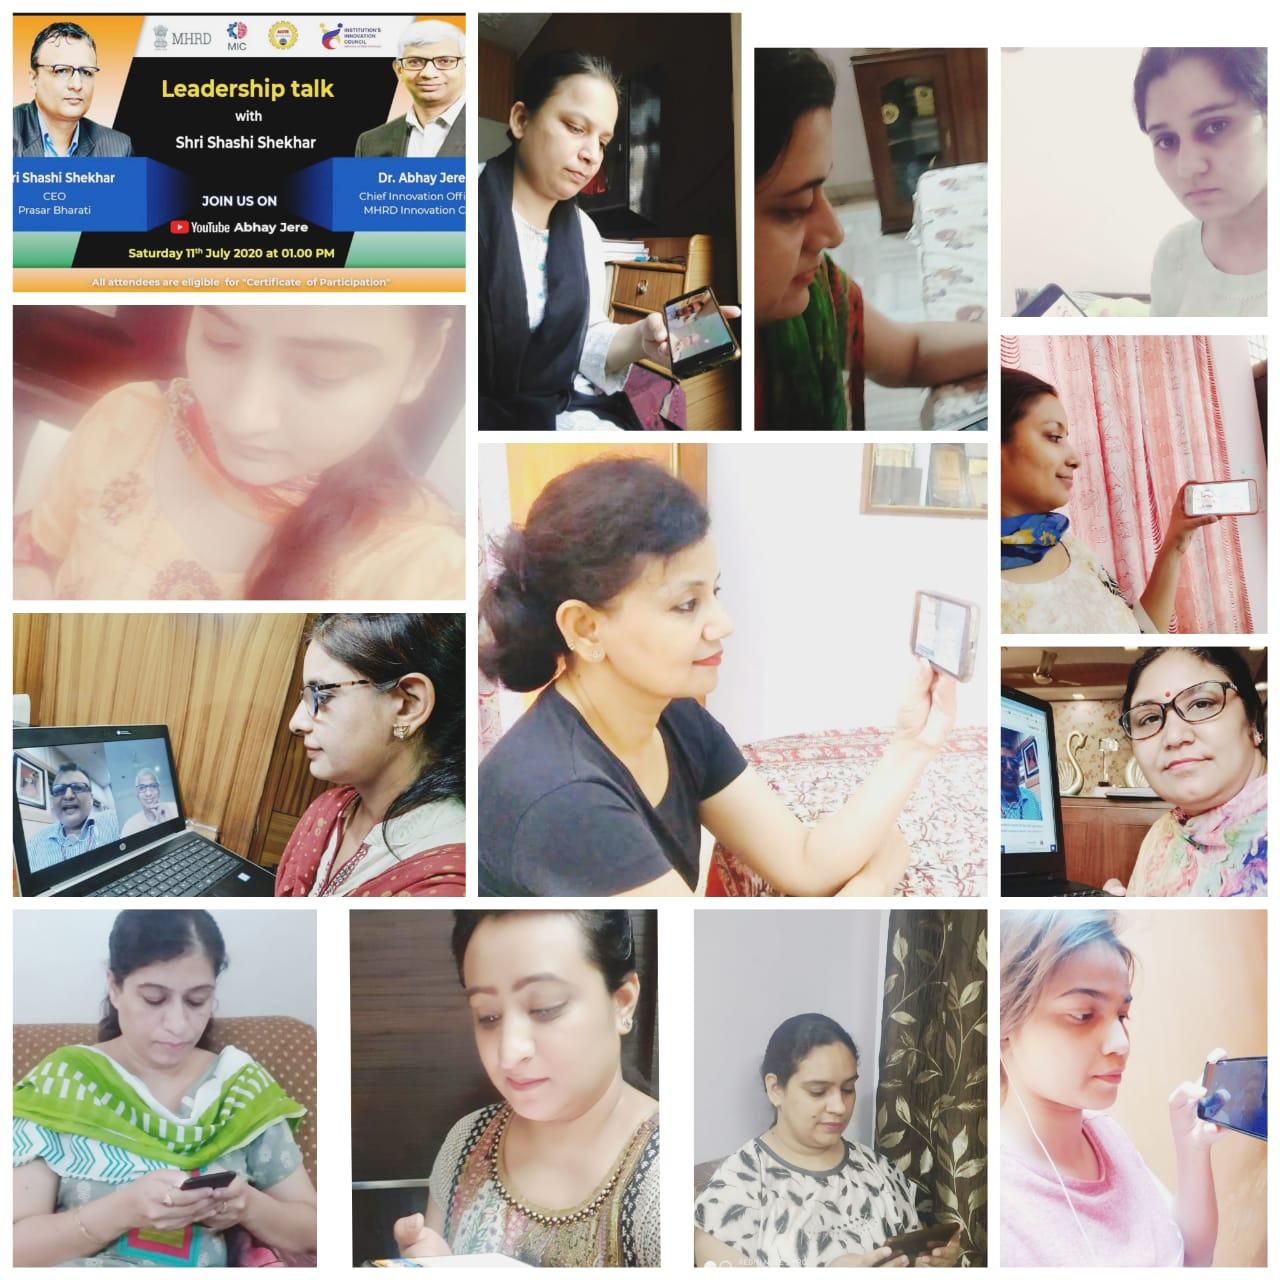 MHRD
MIC
INSTITUTION'S
INNOVATION
COUNCIL
Leadership talk
with
Shri Shashi Shekhar
ri Shashi Shekhar
CEO
Prasar Bharati
Dr. Abhay Jere
Chief Innovation Offi
MHRD Innovation C
JOIN US ON
YouTube Abhay Jere
Saturday 11th July 2020 at 01.00 PM
All attendees are eligible for "Certificate of Participation"
hp